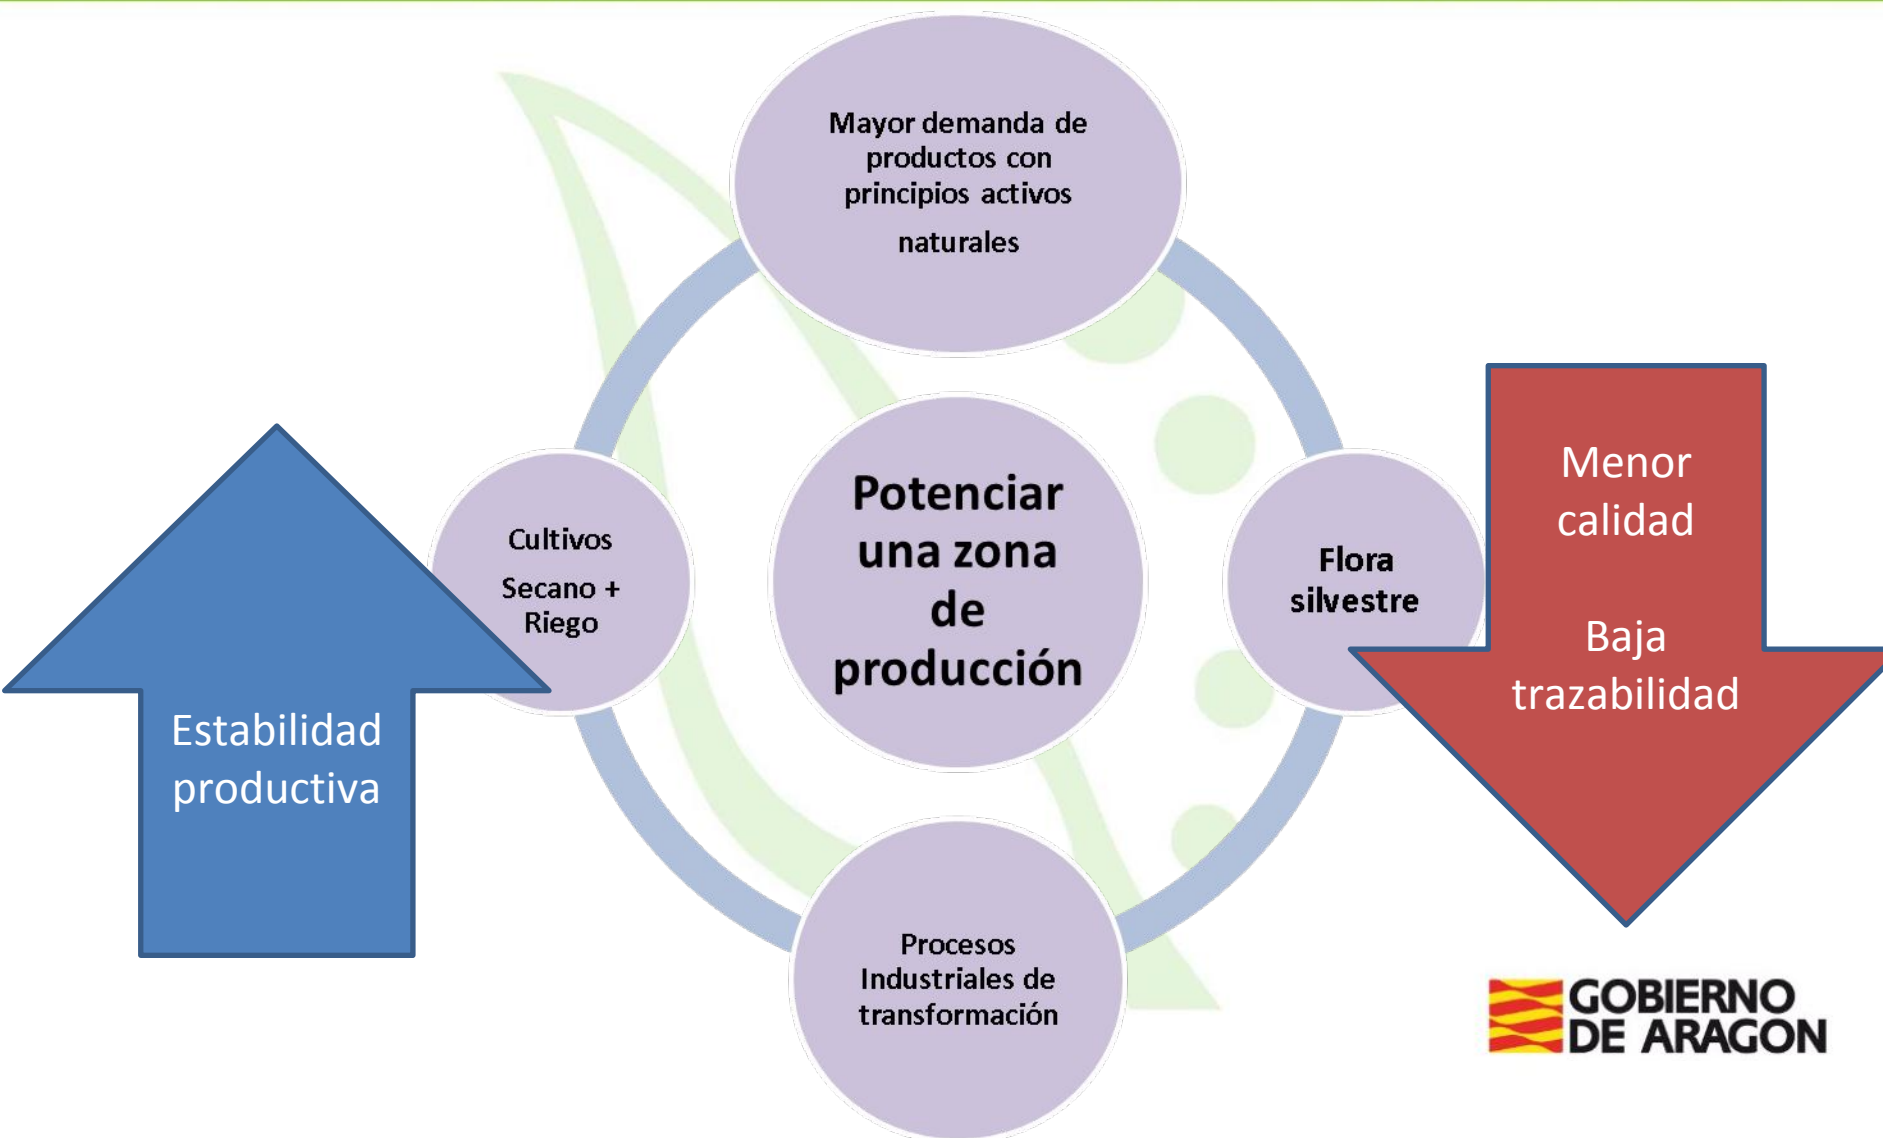 Mayor demanda de
productos con
principios activos
naturales
Estabilidad
productiva
Cultivos
Secano +
Riego
Potenciar
una zona
de
producción
Flora
silvestre
Menor
calidad
Baja
trazabilidad
Procesos
Industriales de
transformación
GOBIERNO
DE ARAGON